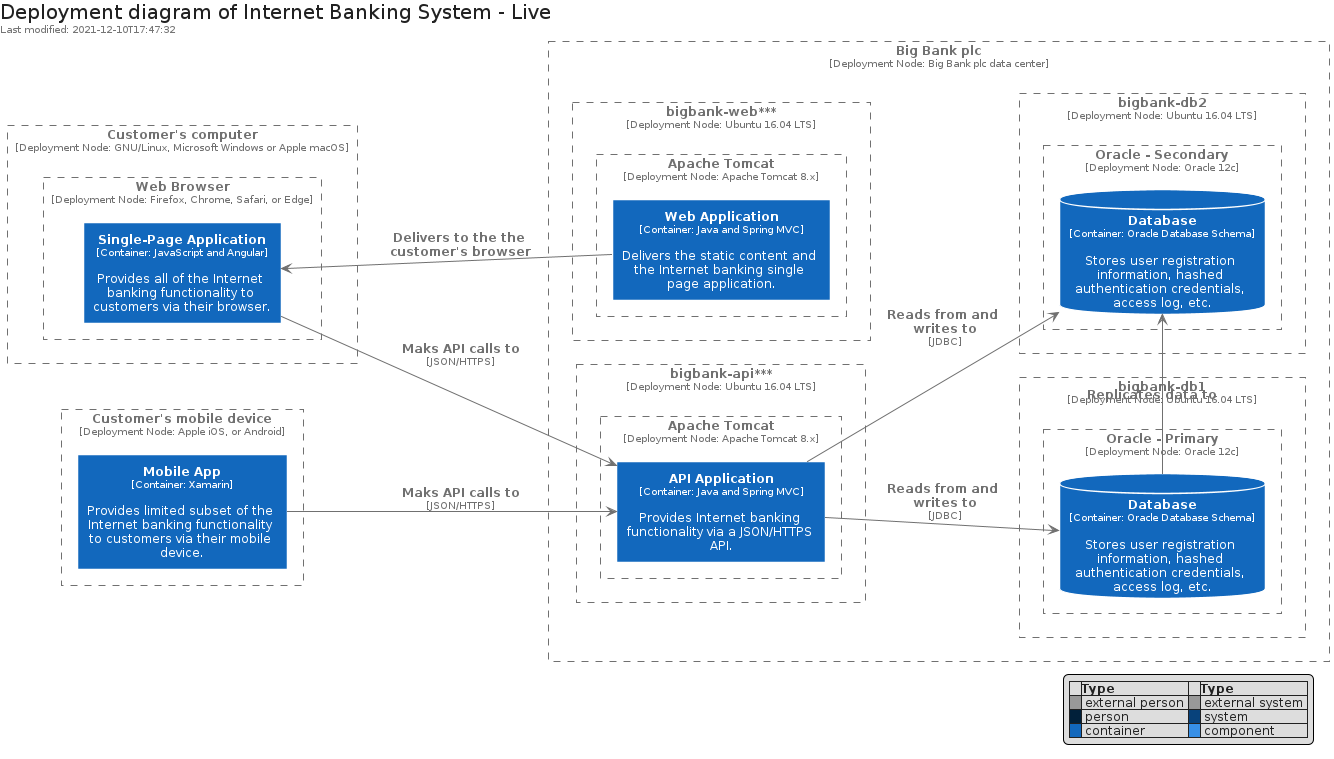 Deployment diagram of Internet Banking System - Live
Last modified: 2021-12-10T17:47:32
Big Bank plc
[Deployment Node: Big Bank plc data center]
Customer's computer
[Deployment Node: GNU/Linux, Microsoft Windows or Apple macOS]
Web Browser
[Deployment Node: Firefox, Chrome, Safari, or Edge]
Single-Page Application
[Container: JavaScript and Angular]
Provides all of the Internet
banking functionality to
customers via their browser.
Delivers to the the
customer's browser
bigbank-web***
[Deployment Node: Ubuntu 16.04 LTS]
Apache Tomcat
[Deployment Node: Apache Tomcat 8.x]
Web Application
[Container: Java and Spring MVC]
Delivers the static content and
the Internet banking single
page application.
bigbank-db2
[Deployment Node: Ubuntu 16.04 LTS]
Oracle - Secondary
[Deployment Node: Oracle 12c]
Database
[Container: Oracle Database Schema]
Stores user registration
information, hashed
authentication credentials,
access log, etc.
Reads from and
writes to
[JDBC]
Maks API calls to
[JSON/HTTPS]
Customer's mobile device
[Deployment Node: Apple iOS, or Android]
Mobile App
[Container: Xamarin]
Provides limited subset of the
Internet banking functionality
to customers via their mobile
device.
Maks API calls to
[JSON/HTTPS]
bigbank-api***
[Deployment Node: Ubuntu 16.04 LTS]
Apache Tomcat
[Deployment Node: Apache Tomcat 8.x]
API Application
[Container: Java and Spring MVC]
Provides Internet banking
functionality via a JSON/HTTPS
API.
Reads from and
writes to
[JDBC]
bigbank-db1
Replicates data to
[Deployment Node: Ubuntu 16.04 LTS]
Oracle - Primary
[Deployment Node: Oracle 12c]
Database
[Container: Oracle Database Schema]
Stores user registration
information, hashed
authentication credentials,
access log, etc.
Type Type
external person external system
person system
container component